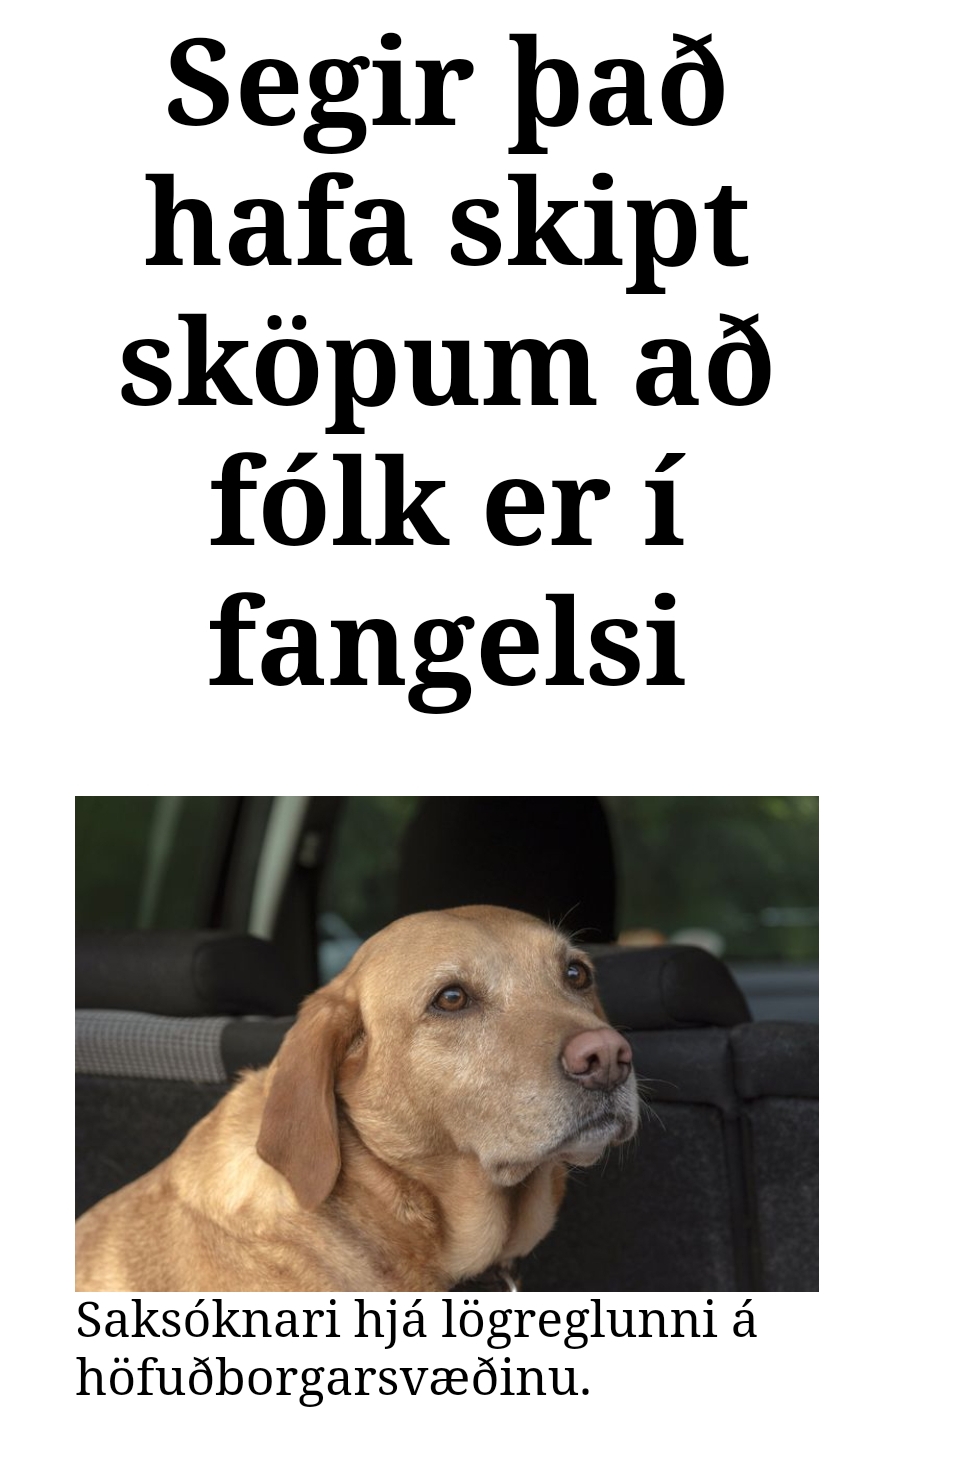 Segir það
hafa skipt
sköpum að
fólk er í
fangelsi
Saksóknari hjá lögreglunni á
höfuðborgarsvæðinu.